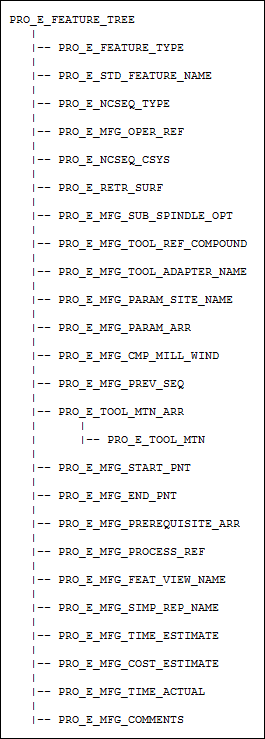 PRO_E_FEATURE_TREE
|-- PRO_E_FEATURE_TYPE
|-- PRO_E_STD_FEATURE_NAME
|-- PRO_E_NCSEQ_TYPE
|-- PRO_E_MFG_OPER_REF
|-- PRO_E_NCSEQ_CSYS
|-- PRO_E_RETR_SURF
|-- PRO_E_MFG_SUB_SPINDLE_OPT
|-- PRO_E_MFG_TOOL_REF_COMPOUND
|-- PRO_E_MFG_TOOL_ADAPTER_NAME
|-- PRO_E_MFG_PARAM_SITE_NAME
|-- PRO_E_MFG_PARAM_ARR
|-- PRO_E_MFG_CMP_MILL_WIND
|-- PRO_E_MFG_PREV_SEQ
|-- PRO_E_TOOL_MTN_ARR
|-- PRO_E_TOOL_MTN
|-- PRO_E_MFG_START_PNT
|-- PRO_E_MFG_END_PNT
|-- PRO_E_MFG_PREREQUISITE_ARR
|-- PRO_E_MFG_PROCESS_REF
|-- PRO_E_MFG_FEAT_VIEW_NAME
|-- PRO_E_MFG_SIMP_REP_NAME
|-- PRO_E_MFG_TIME_ESTIMATE
|-- PRO_E_MFG_COST_ESTIMATE
|-- PRO_E_MFG_TIME_ACTUAL
|-- PRO_E_MFG_COMMENTS